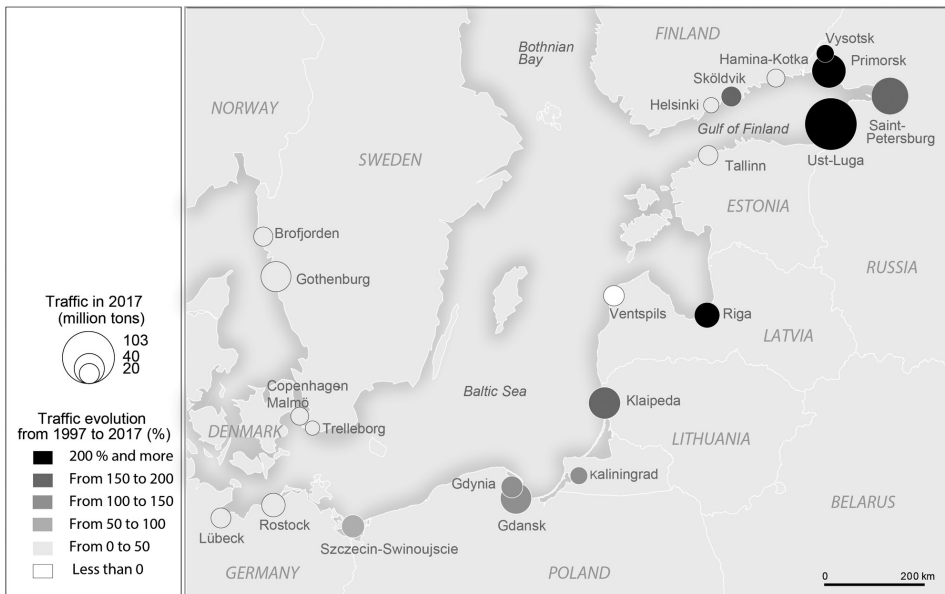 Traffic in 2017
(million tons)
103
40
20
Traffic evolution
from 1997 to 2017 (%)
200 % and more
From 150 to 200
From 100 to 150
From 50 to 100
From 0 to 50
Less than 0
Bothnian
Bay
FINLAND
Vysotsk
Hamina-Kotka
Primorsk
Sköldvik
Helsinki
Gulf of Finland
Saint-
Petersburg
Ust-Luga
NORWAY
SWEDEN
Tallinn
ESTONIA
Brofjorden
RUSSIA
Gothenburg
Ventspils
Riga
LATVIA
Copenhagen
Malmö
Baltic Sea
Klaipeda
DENMARK
Trelleborg
LITHUANIA
Gdynia
Kaliningrad
BELARUS
Rostock
Gdansk
Lübeck
Szczecin-Swinoujscie
GERMANY
POLAND
0
200 km